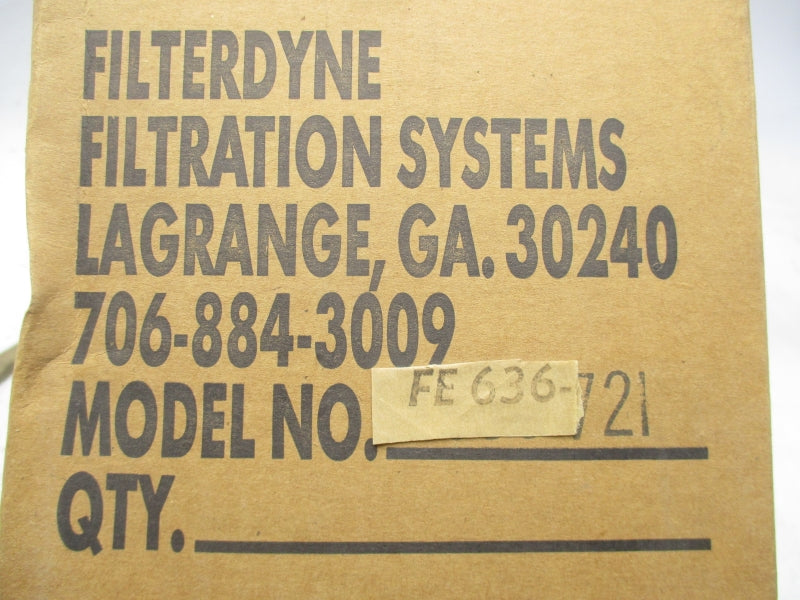 FILTERDYNE
FILTRATION SYSTEMS
LAGRANGE, GA. 30240
706-884-3009
MODEL NO. FE 636-721
QTY.